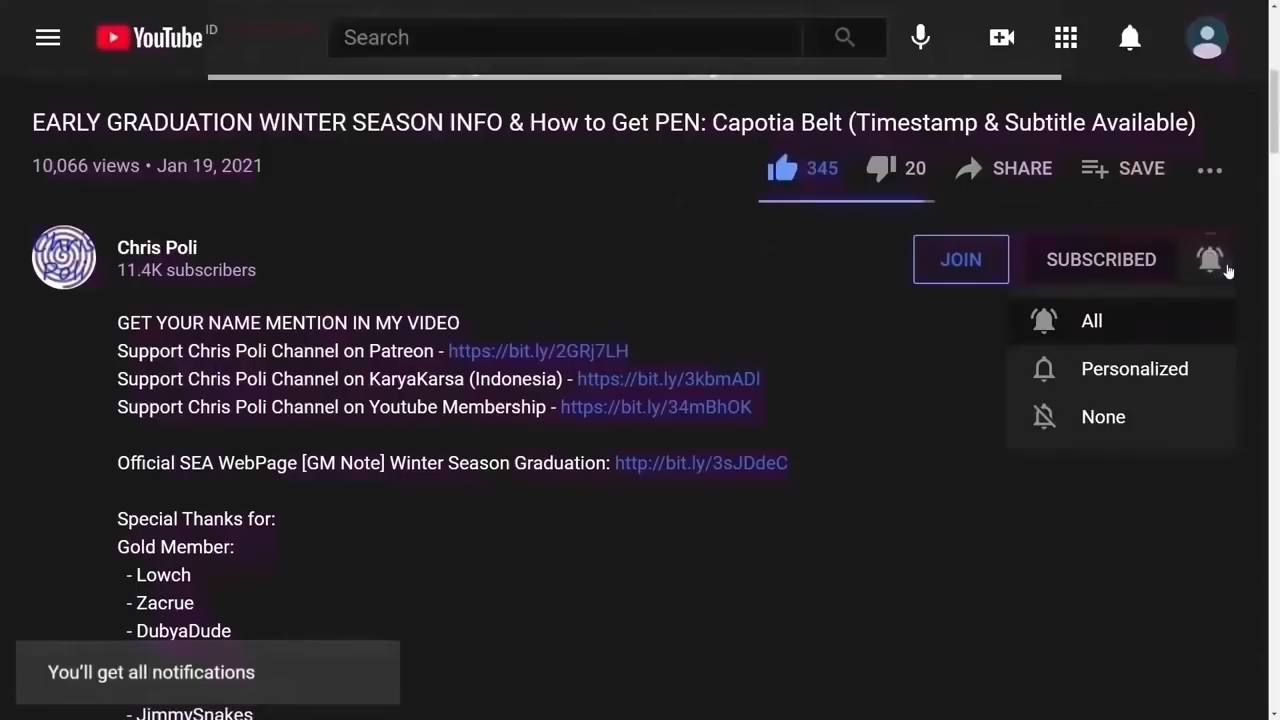 YouTube ID
Search
EARLY GRADUATION WINTER SEASON INFO & How to Get PEN: Capotia Belt (Timestamp & Subtitle Available)
10,066 views • Jan 19, 2021
345
20
SHARE
SAVE
Chris Poli
Chris Poli
11.4K subscribers
JOIN
SUBSCRIBED
All
Personalized
None
GET YOUR NAME MENTION IN MY VIDEO
Support Chris Poli Channel on Patreon - https://bit.ly/2GRj7LH
Support Chris Poli Channel on KaryaKarsa (Indonesia) - https://bit.ly/3kbmADI
Support Chris Poli Channel on Youtube Membership - https://bit.ly/34mBhOK
Official SEA WebPage [GM Note] Winter Season Graduation: http://bit.ly/3sJDdeC
Special Thanks for:
Gold Member:
- Lowch
- Zacrue
- DubyaDude
You'll get all notifications
- JimmySnakes